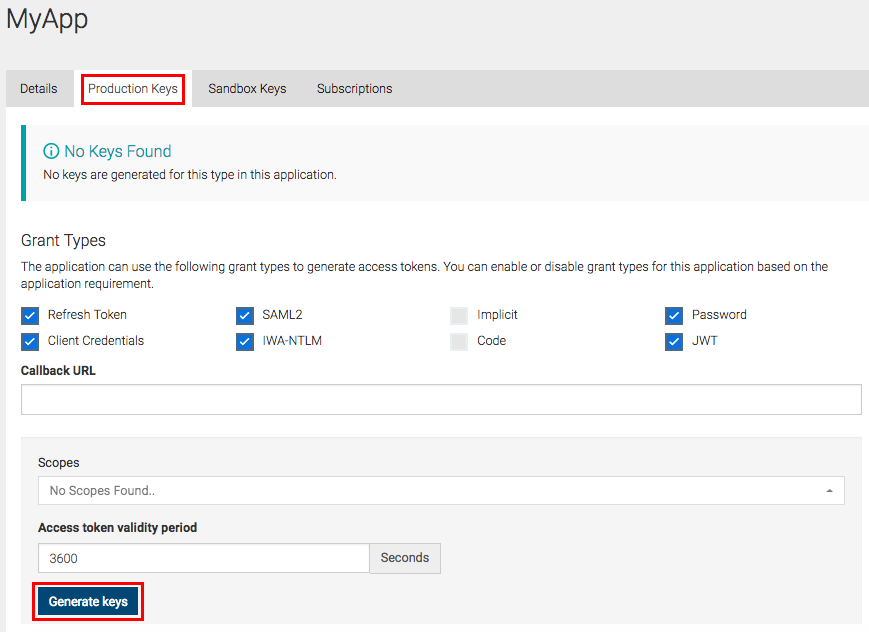 MyApp
Details
Production Keys
Sandbox Keys
Subscriptions
No Keys Found
No keys are generated for this type in this application.
Grant Types
The application can use the following grant types to generate access tokens. You can enable or disable grant types for this application based on the
application requirement.
Refresh Token
SAML2
Implicit
Password
Client Credentials
IWA-NTLM
Code
JWT
Callback URL
Scopes
No Scopes Found..
Access token validity period
3600
Seconds
Generate keys